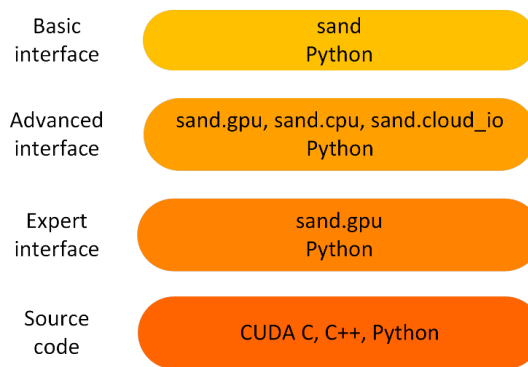 Basic
interface
sand
Python
Advanced
interface
sand.gpu, sand.cpu, sand.cloud_io
Python
Expert
interface
sand.gpu
Python
Source
code
CUDA C, C++, Python